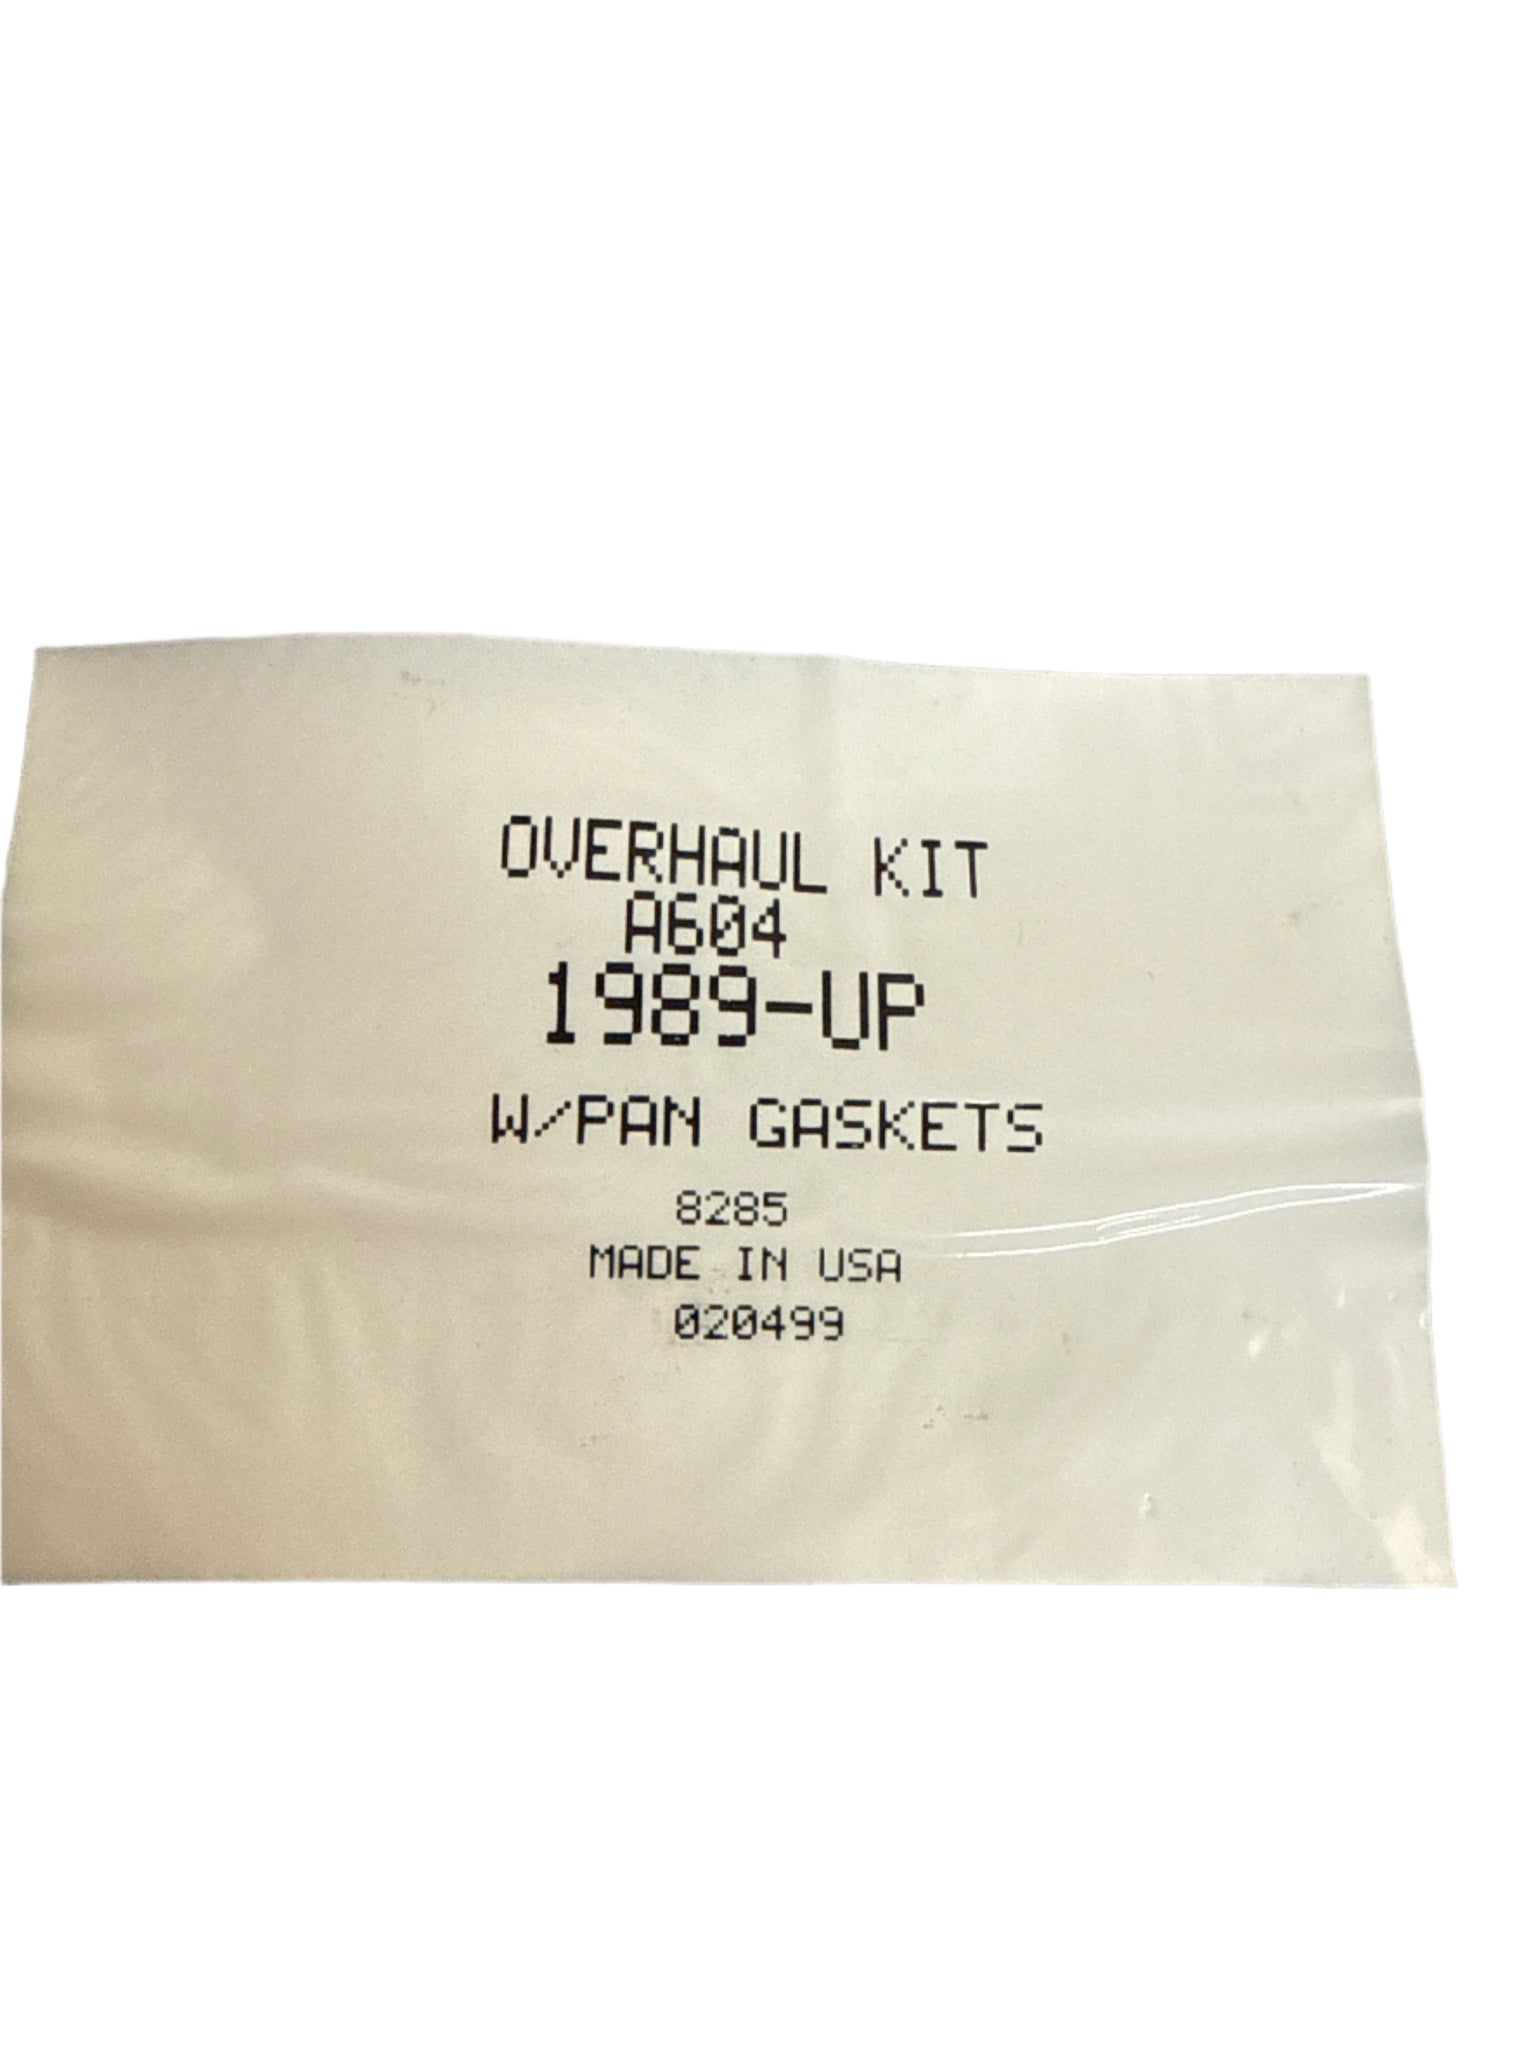 OVERHAUL KIT
A604
1989-UP
W/PAN GASKETS
8285
MADE IN USA
020499